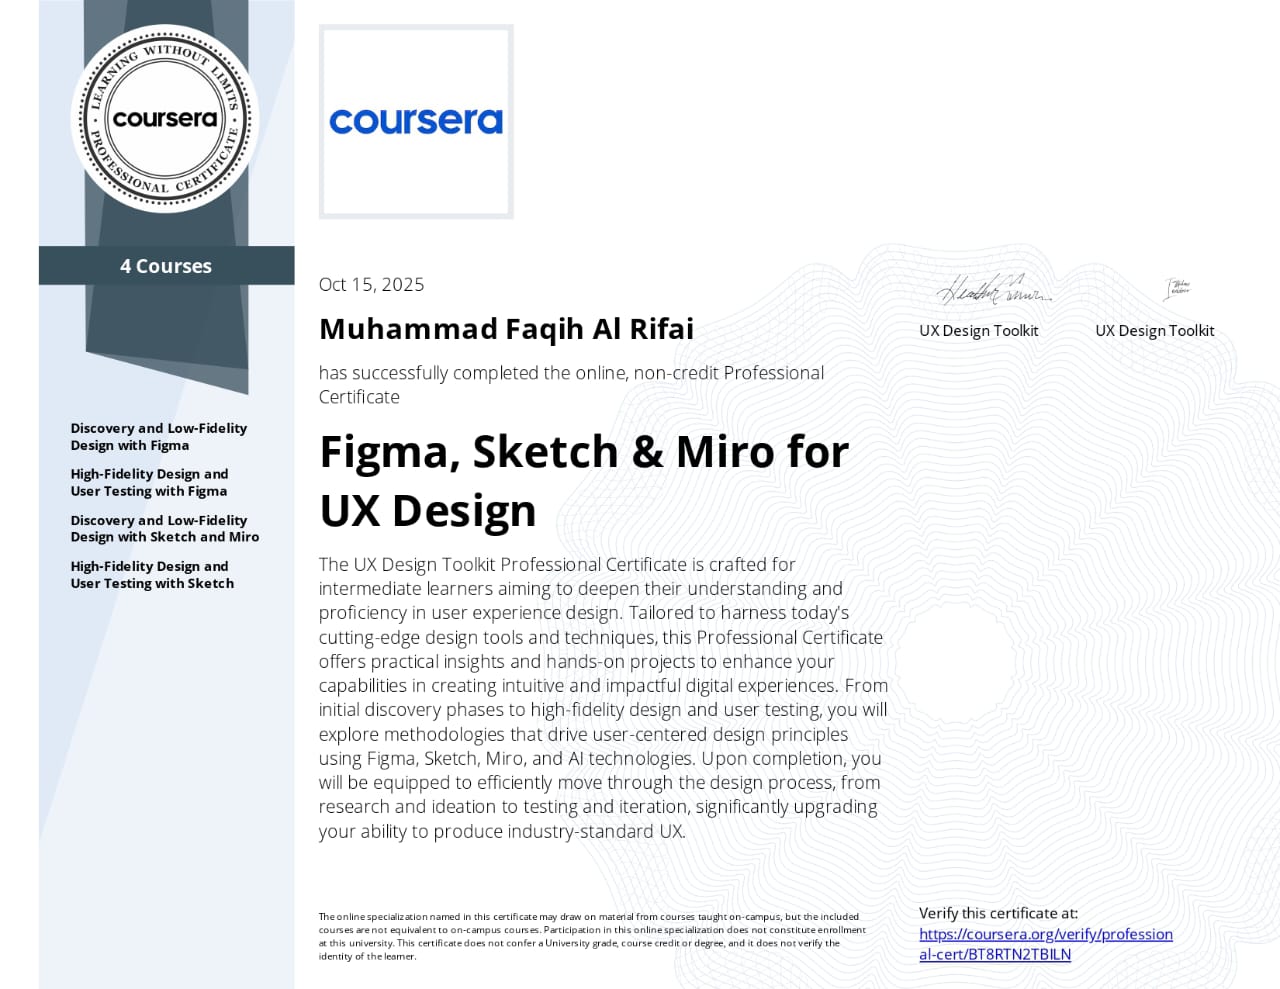 LEARNING WITHOUT LIMITS
coursera
PROFESSIONAL CERTIFICATE
4 Courses
Discovery and Low-Fidelity
Design with Figma
High-Fidelity Design and
User Testing with Figma
Discovery and Low-Fidelity
Design with Sketch and Miro
High-Fidelity Design and
User Testing with Sketch
coursera
Oct 15, 2025
Muhammad Faqih Al Rifai
has successfully completed the online, non-credit Professional
Certificate
Figma, Sketch & Miro for
UX Design
The UX Design Toolkit Professional Certificate is crafted for
intermediate learners aiming to deepen their understanding and
proficiency in user experience design. Tailored to harness today's
cutting-edge design tools and techniques, this Professional Certificate
offers practical insights and hands-on projects to enhance your
capabilities in creating intuitive and impactful digital experiences. From
initial discovery phases to high-fidelity design and user testing, you will
explore methodologies that drive user-centered design principles
using Figma, Sketch, Miro, and AI technologies. Upon completion, you
will be equipped to efficiently move through the design process, from
research and ideation to testing and iteration, significantly upgrading
your ability to produce industry-standard UX.
UX Design Toolkit
UX Design Toolkit
The online specialization named in this certificate may draw on material from courses taught on-campus, but the included
courses are not equivalent to on-campus courses. Participation in this online specialization does not constitute enrollment
at this university. This certificate does not confer a University grade, course credit or degree, and it does not verify the
identity of the learner.
Verify this certificate at:
https://coursera.org/verify/profession
al-cert/BT8RTN2TBILN